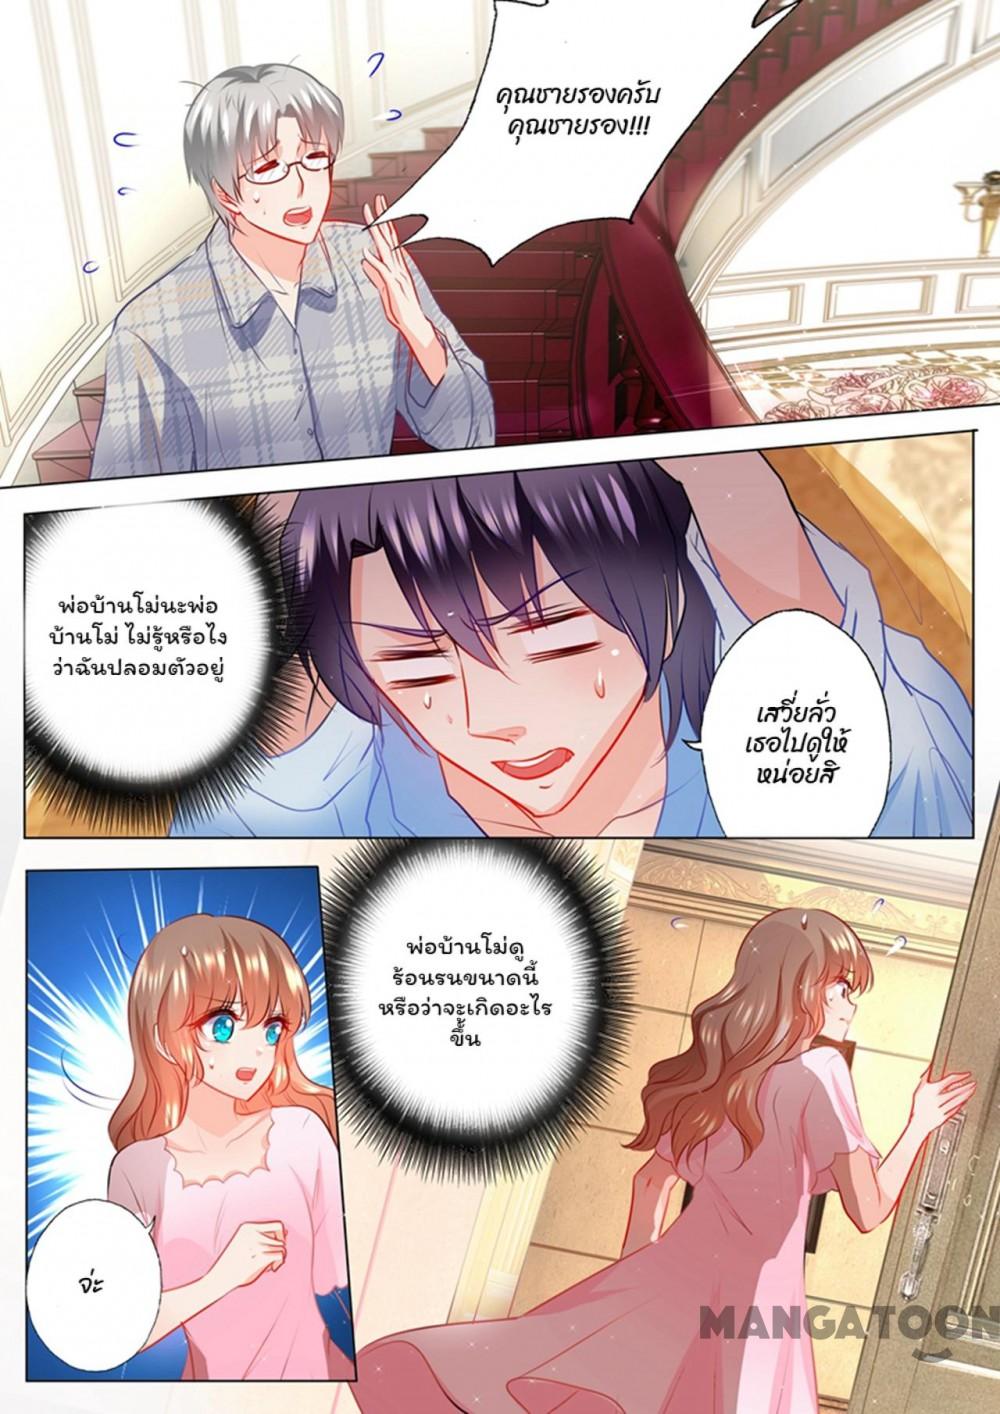 คุณชายรองครับ
คุณชายรอง!!!
พ่อบ้านโม่นะพ่อ
บ้านโม่ ไม่รู้หรือไง
ว่าฉันปลอมตัวอยู่
เสวี่ยลั่ว
เธอไปดูให้
หน่อยสิ
พ่อบ้านโม่ดู
ร้อนรนขนาดนี้
หรือว่าจะเกิดอะไร
ขึ้น
จ่ะ
MANGATOON